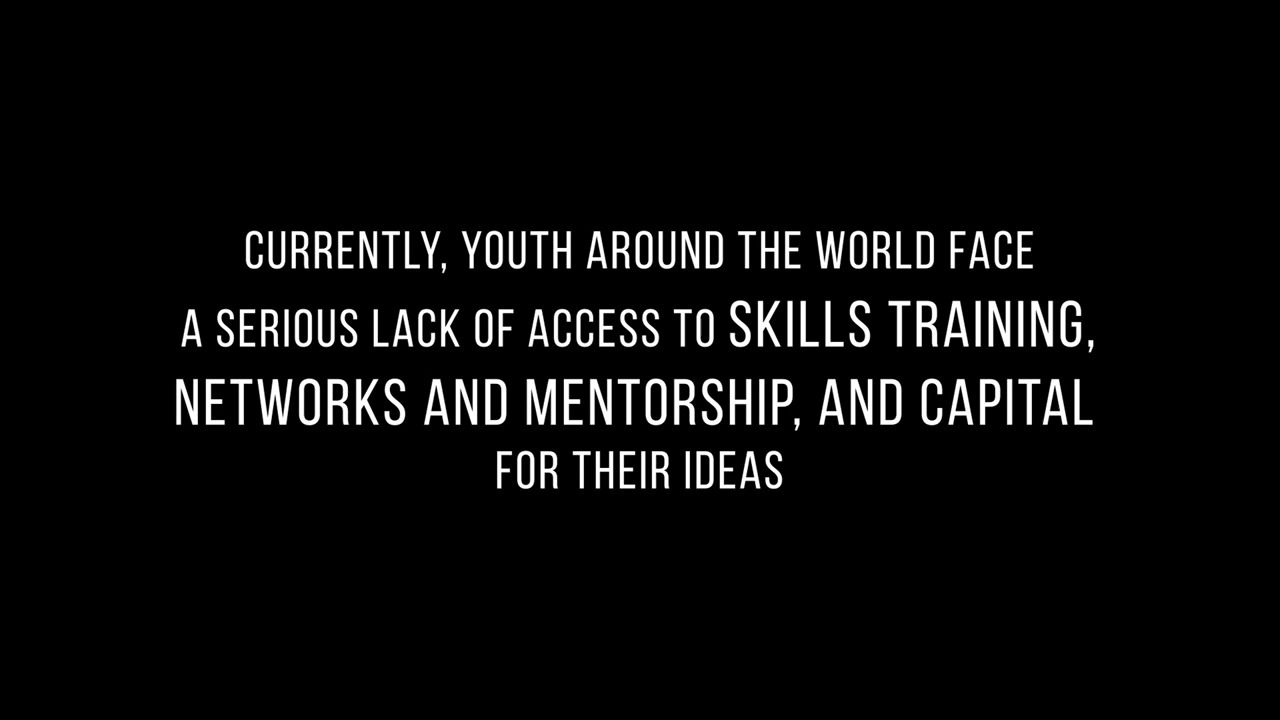 CURRENTLY, YOUTH AROUND THE WORLD FACE
A SERIOUS LACK OF ACCESS TO SKILLS TRAINING,
NETWORKS AND MENTORSHIP, AND CAPITAL
FOR THEIR IDEAS